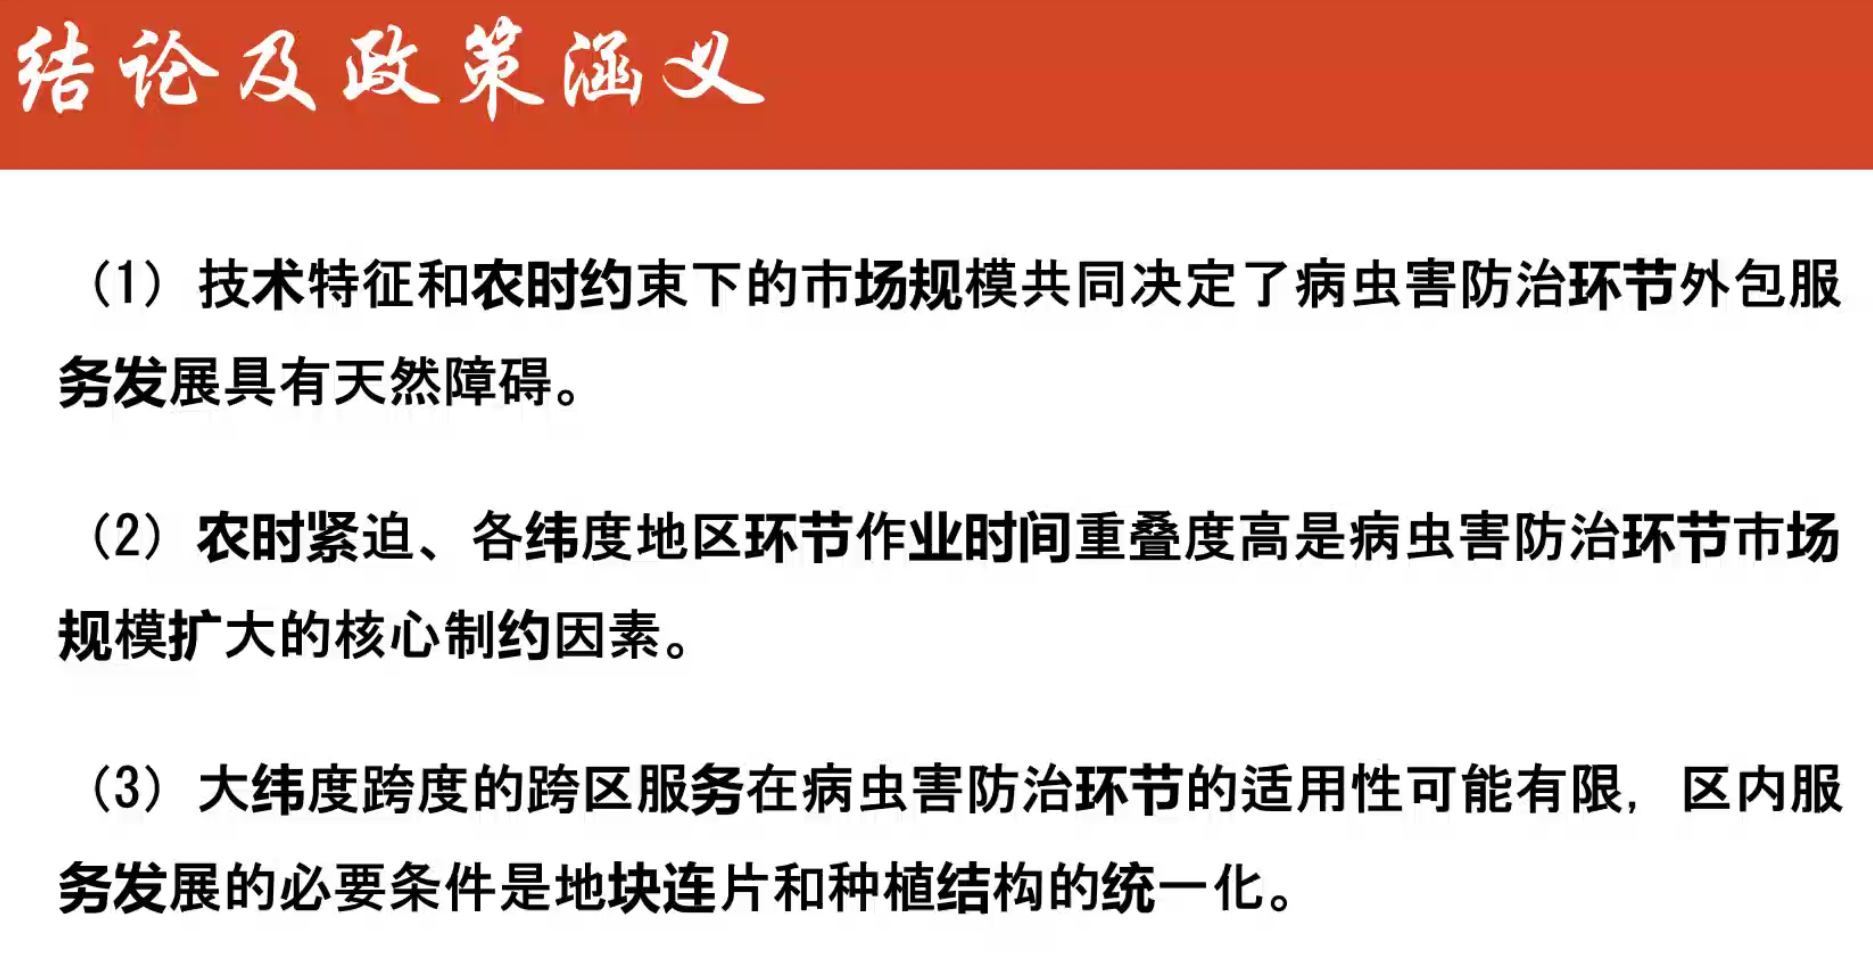 结论及政策涵义
（1）技术特征和农时约束下的市场规模共同决定了病虫害防治环节外包服
务发展具有天然障碍。
（2）农时紧迫、各纬度地区环节作业时间重叠度高是病虫害防治环节市场
规模扩大的核心制约因素。
（3）大纬度跨度的跨区服务在病虫害防治环节的适用性可能有限，区内服
务发展的必要条件是地块连片和种植结构的统一化。